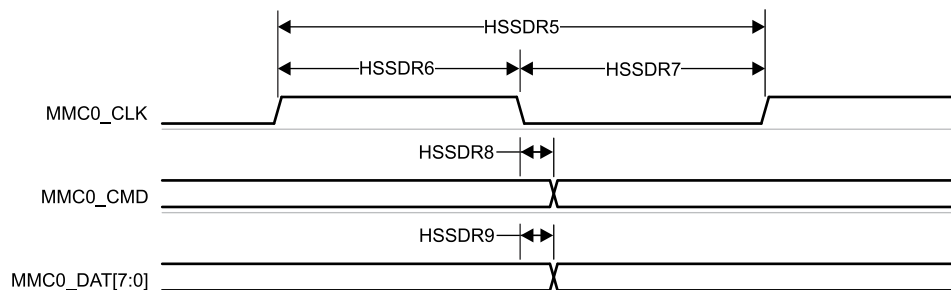 HSSDR5
HSSDR6 HSSDR7
MMC0_CLK
HSSDR8
MMC0_CMD
HSSDR9
MMC0_DAT[7:0]